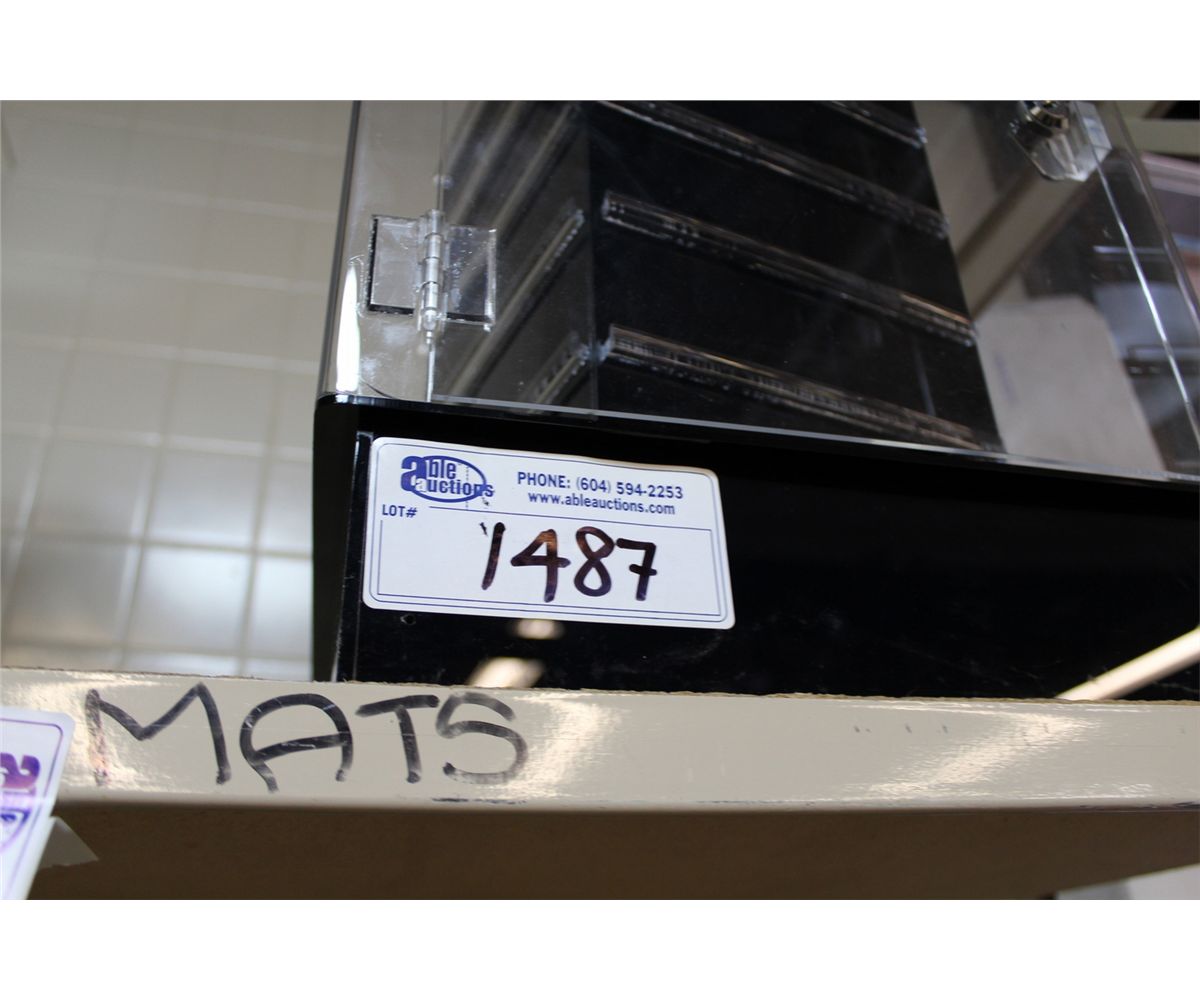 able auctions
PHONE: (604) 594-2253
www.ableauctions.com
LOT#
1487
MATS